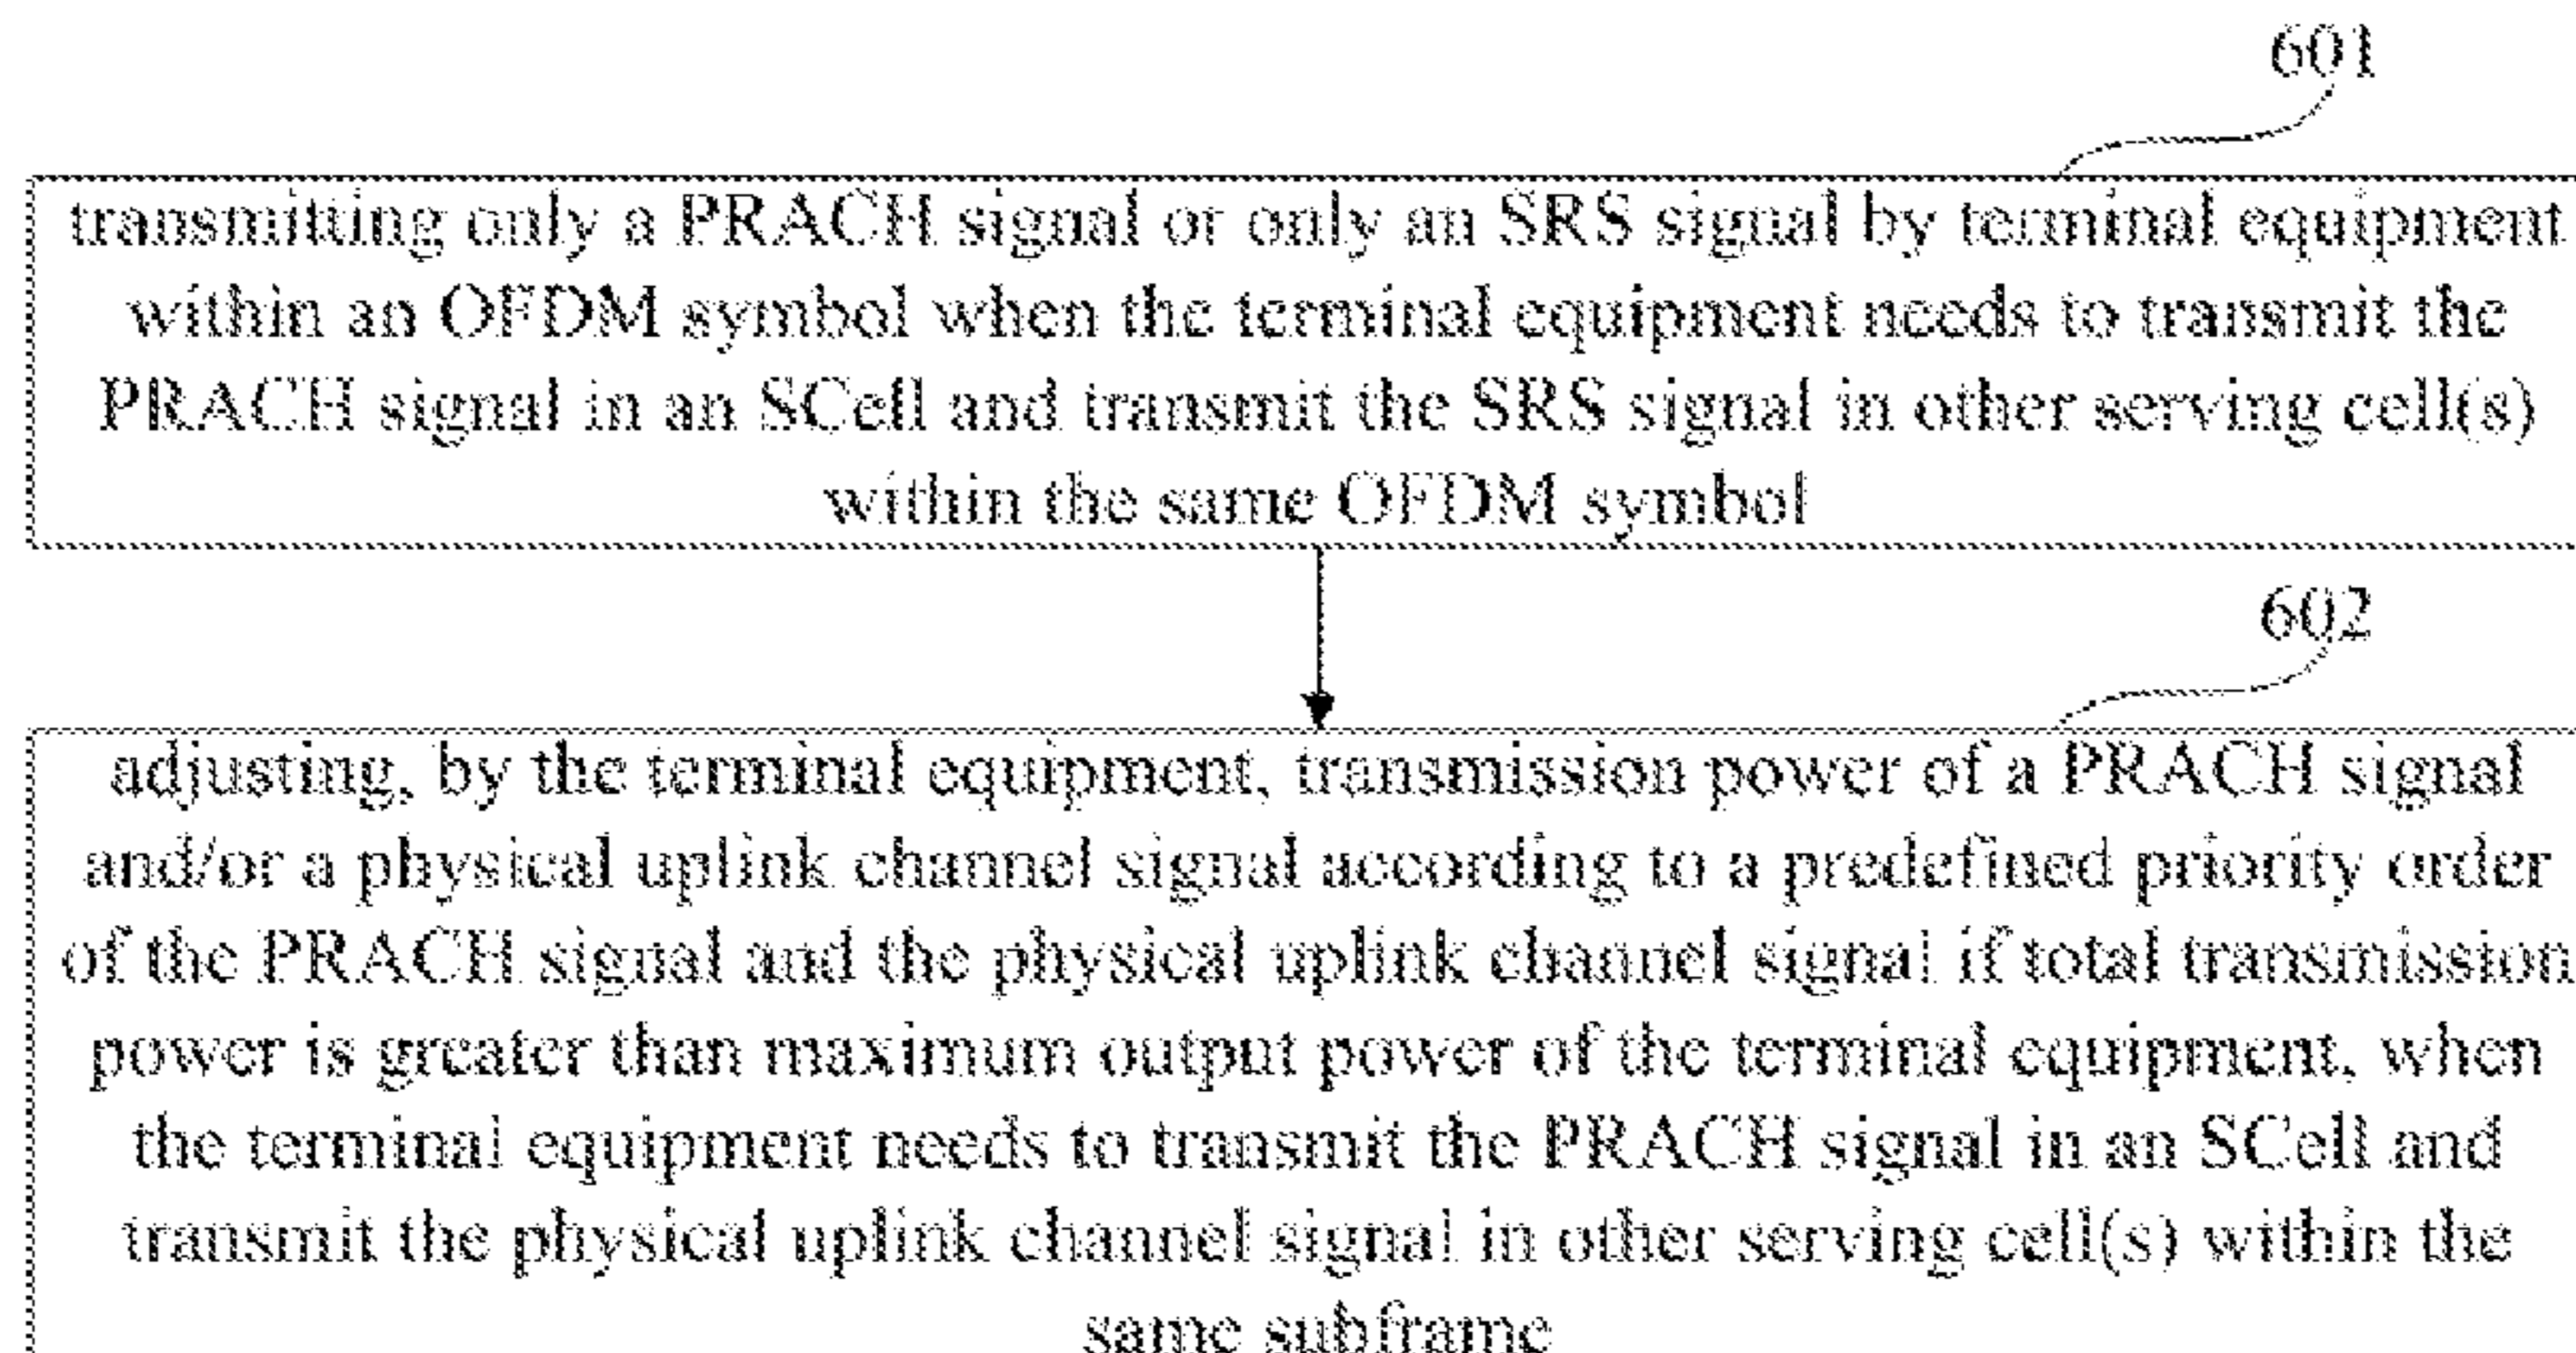 601
transmitting only a PRACH signal or only an SRS signal by terminal equipment
within an OFDM symbol when the terminal equipment needs to transmit the
PRACH signal in an SCell and transmit the SRS signal in other serving cell(s)
within the same OFDM symbol
602
adjusting, by the terminal equipment, transmission power of a PRACH signal
and/or a physical uplink channel signal according to a predefined priority order
of the PRACH signal and the physical uplink channel signal if total transmission
power is greater than maximum output power of the terminal equipment, when
the terminal equipment needs to transmit the PRACH signal in an SCell and
transmit the physical uplink channel signal in other serving cell(s) within the
same subframe